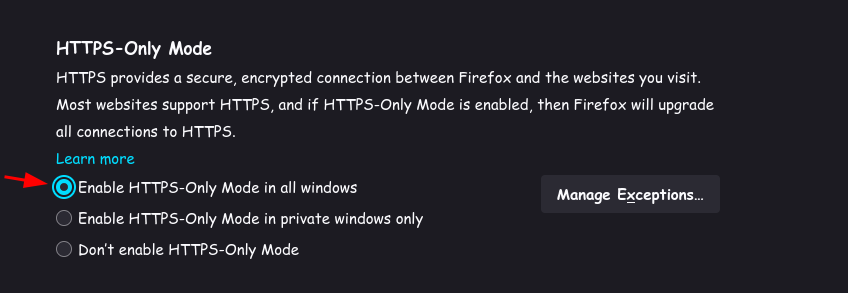 HTTPS-Only Mode
HTTPS provides a secure, encrypted connection between Firefox and the websites you visit.
Most websites support HTTPS, and if HTTPS-Only Mode is enabled, then Firefox will upgrade
all connections to HTTPS.
Learn more
Enable HTTPS-Only Mode in all windows
Manage Exceptions...
Enable HTTPS-Only Mode in private windows only
Don't enable HTTPS-Only Mode